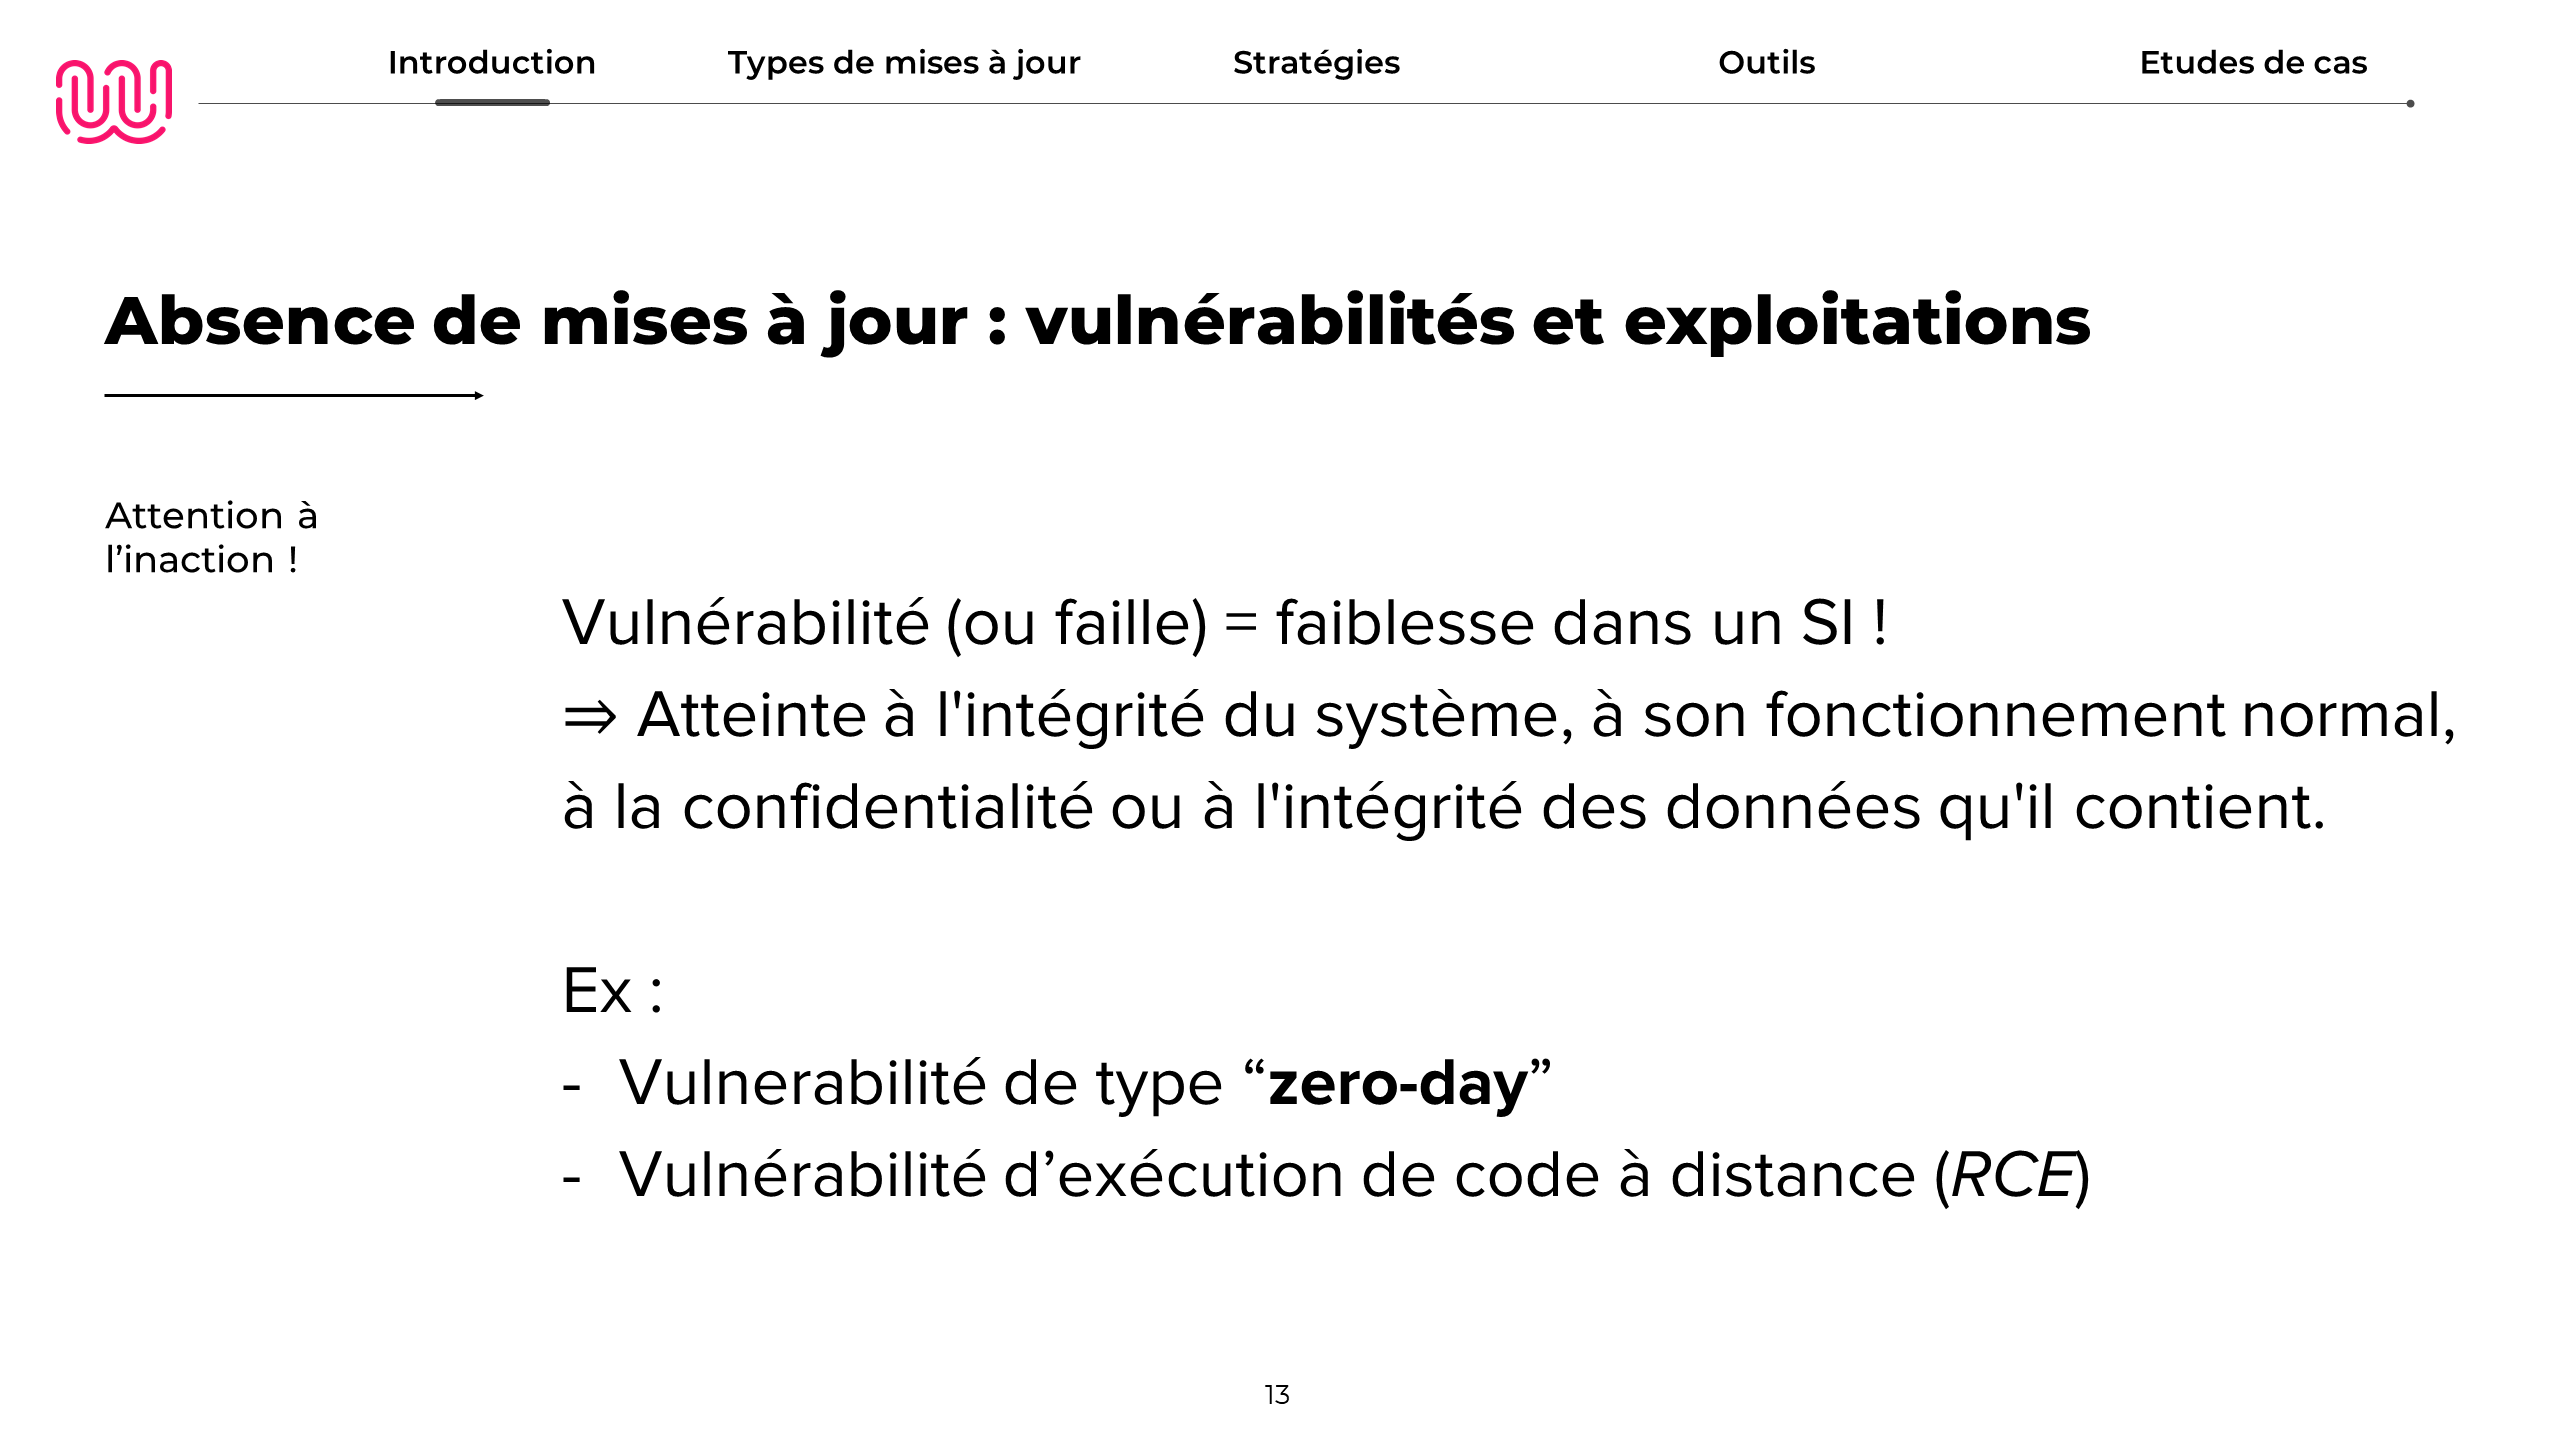 Introduction
Types de mises à jour
Stratégies
Outils
Etudes de cas
Absence de mises à jour : vulnérabilités et exploitations
Attention à
l’inaction !
Vulnérabilité (ou faille) = faiblesse dans un SI !
⇒ Atteinte à l'intégrité du système, à son fonctionnement normal,
à la confidentialité ou à l'intégrité des données qu'il contient.
Ex :
- Vulnerabilité de type “zero-day”
- Vulnérabilité d’exécution de code à distance (RCE)
13